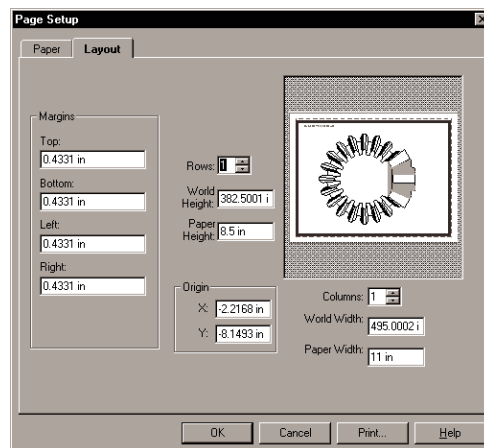 Page Setup
Paper
Layout
Margins
Top:
0.4331 in
Bottom:
0.4331 in
Left:
0.4331 in
Right:
0.4331 in
Rows: 1
World Height: 382.5001 i
Paper Height: 8.5 in
Origin
X: -2.2168 in
Y: -8.1493 in
Columns: 1
World Width: 495.0002 i
Paper Width: 11 in
OK
Cancel
Print...
Help